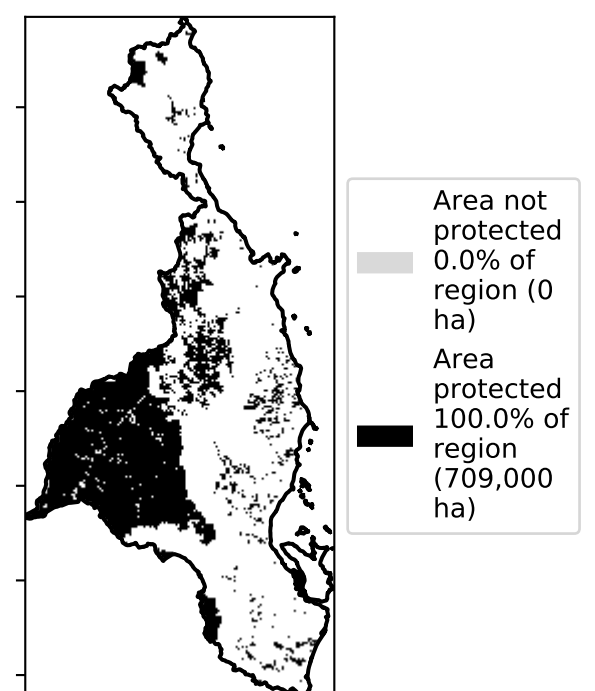 Area not
protected
0.0% of
region (0
ha)
Area
protected
100.0% of
region
(709,000
ha)